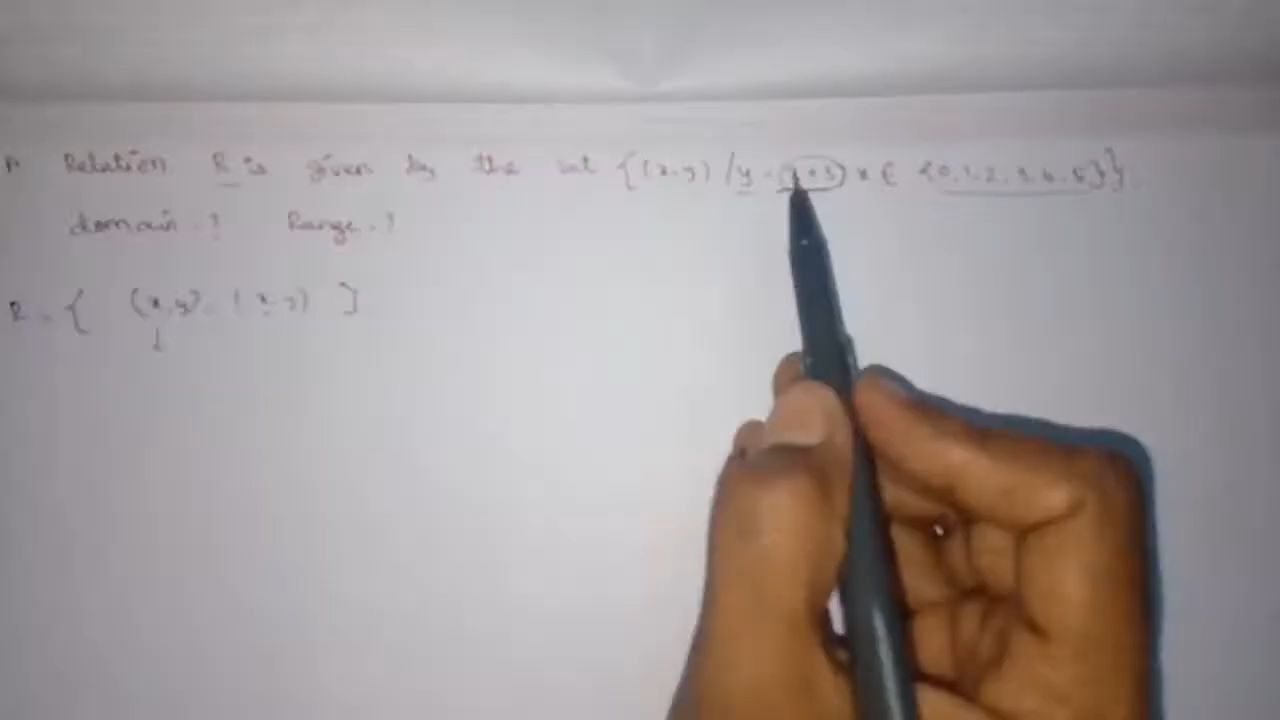 A Relation R is given by the set {(x,y) / y = x+3, x ∈ {0,1,2,3,4,5}}.
domain ? Range ?
R = { (x,y), (x,y) }